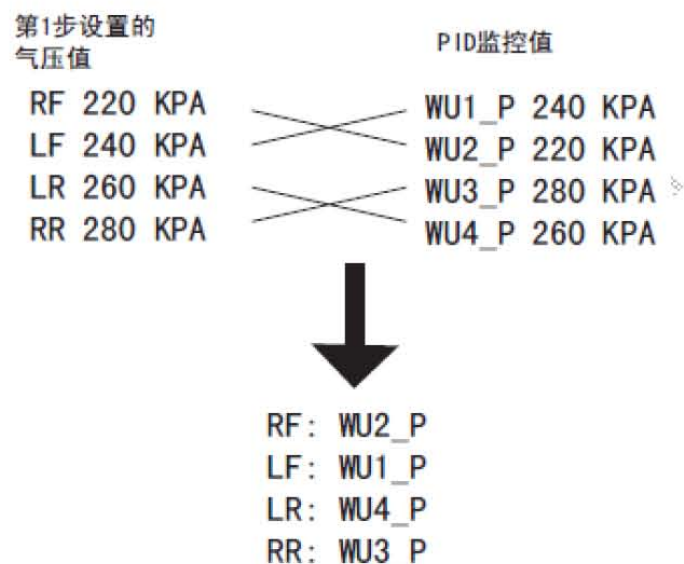 第1步设置的
气压值
PID监控值
RF 220 KPA
LF 240 KPA
LR 260 KPA
RR 280 KPA
WU1_P 240 KPA
WU2_P 220 KPA
WU3_P 280 KPA
WU4_P 260 KPA
RF: WU2_P
LF: WU1_P
LR: WU4_P
RR: WU3 P